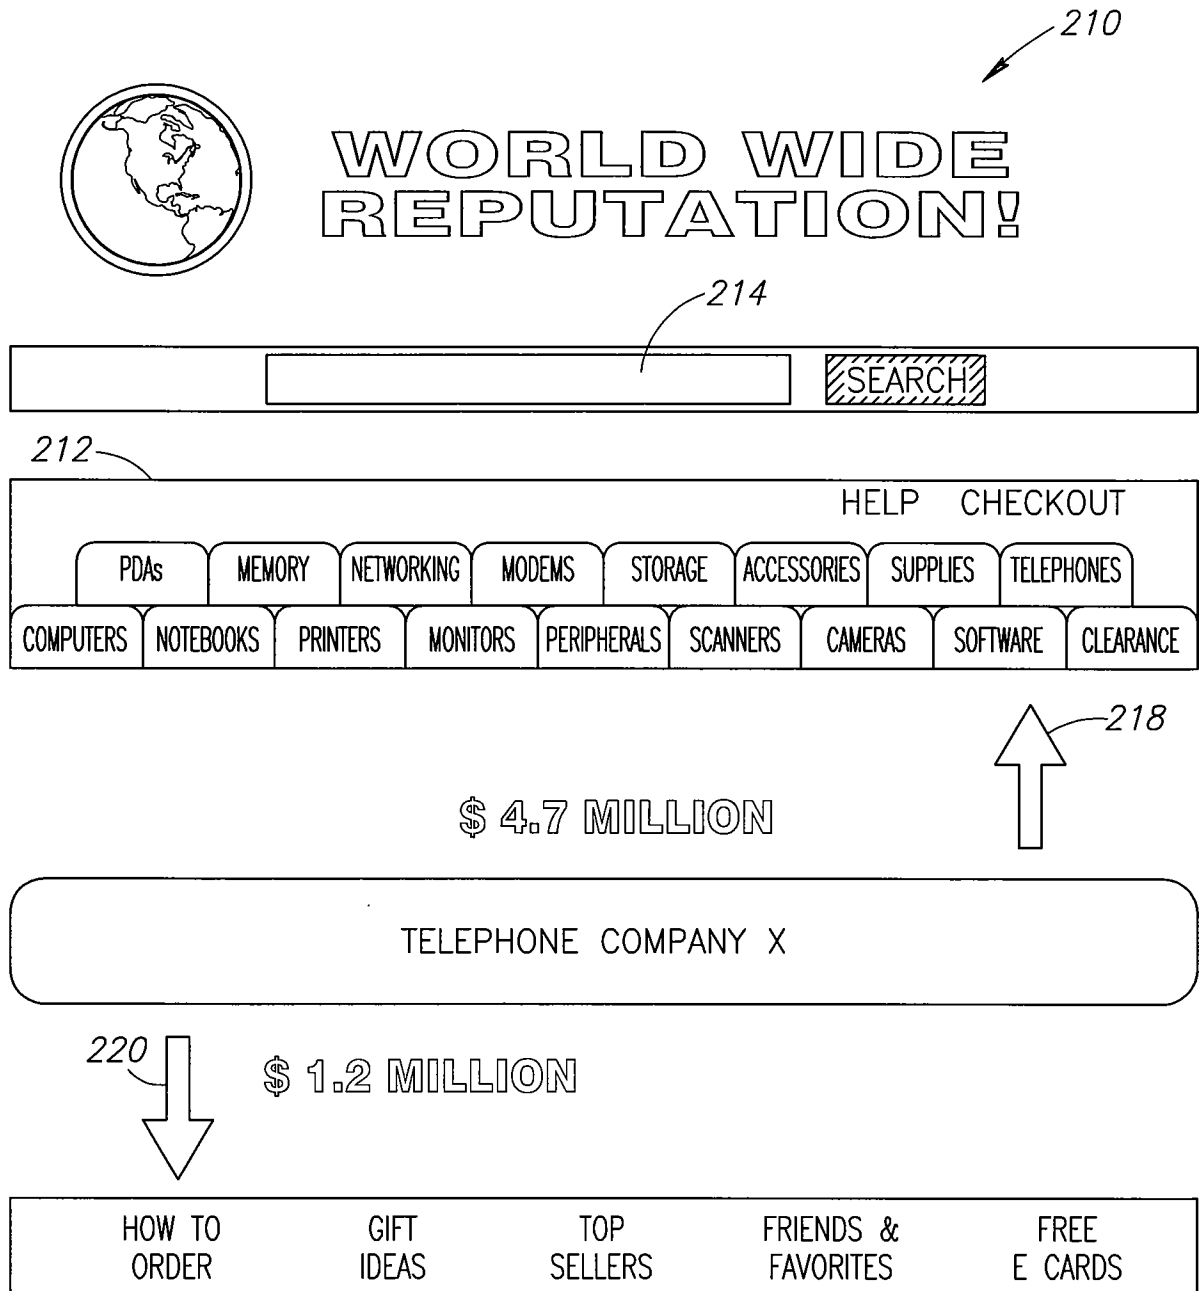 210
WORLD WIDE
REPUTATION!
214
SEARCH
212
HELP CHECKOUT
PDAs MEMORY NETWORKING MODEMS STORAGE ACCESSORIES SUPPLIES TELEPHONES
COMPUTERS NOTEBOOKS PRINTERS MONITORS PERIPHERALS SCANNERS CAMERAS SOFTWARE CLEARANCE
218
$ 4.7 MILLION
TELEPHONE COMPANY X
220
$ 1.2 MILLION
HOW TO GIFT TOP FRIENDS & FREE
ORDER IDEAS SELLERS FAVORITES E CARDS